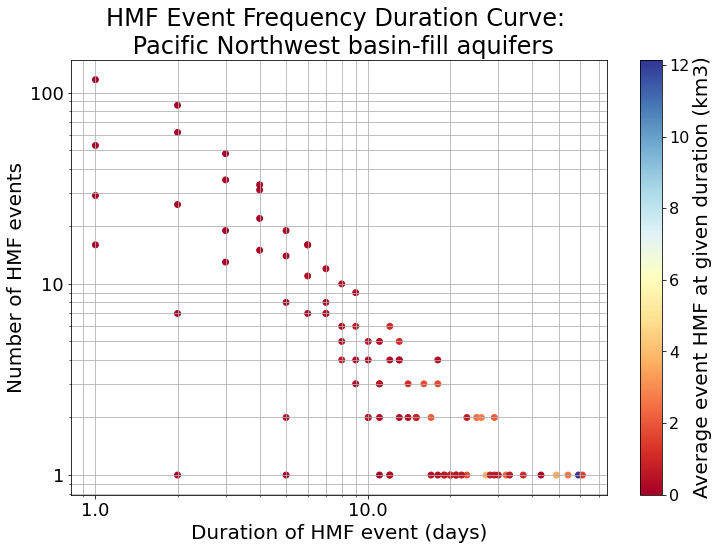 HMF Event Frequency Duration Curve:
Pacific Northwest basin-fill aquifers
Number of HMF events
100
10
1
1.0
10.0
Duration of HMF event (days)
12
10
8
6
4
2
0
Average event HMF at given duration (km3)